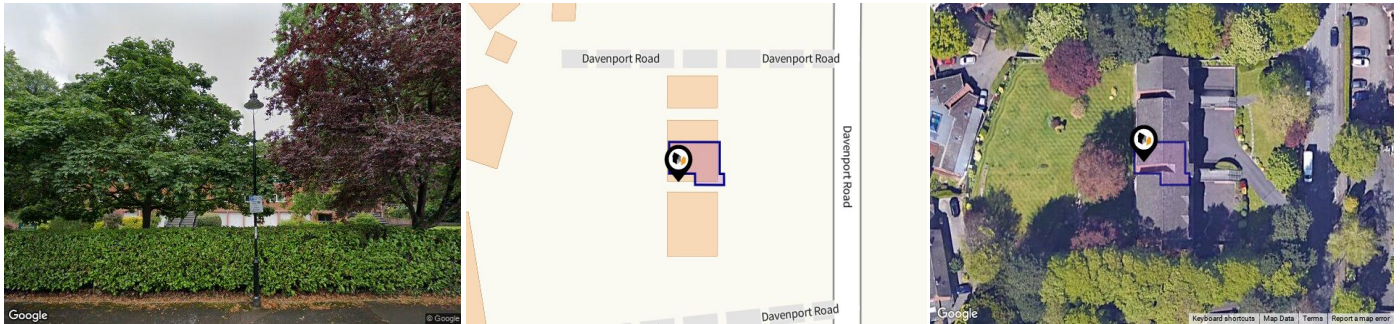 Google
© Google
Davenport Road
Davenport Road
Davenport Road
Davenport Road
Google
Keyboard shortcuts
Map Data
Terms
Report a map error